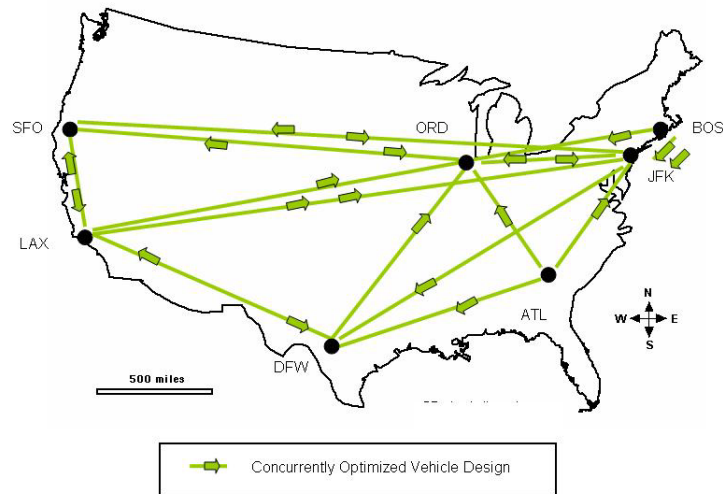 SFO
ORD
BOS
JFK
LAX
ATL
N
W E
S
DFW
500 miles
Concurrently Optimized Vehicle Design